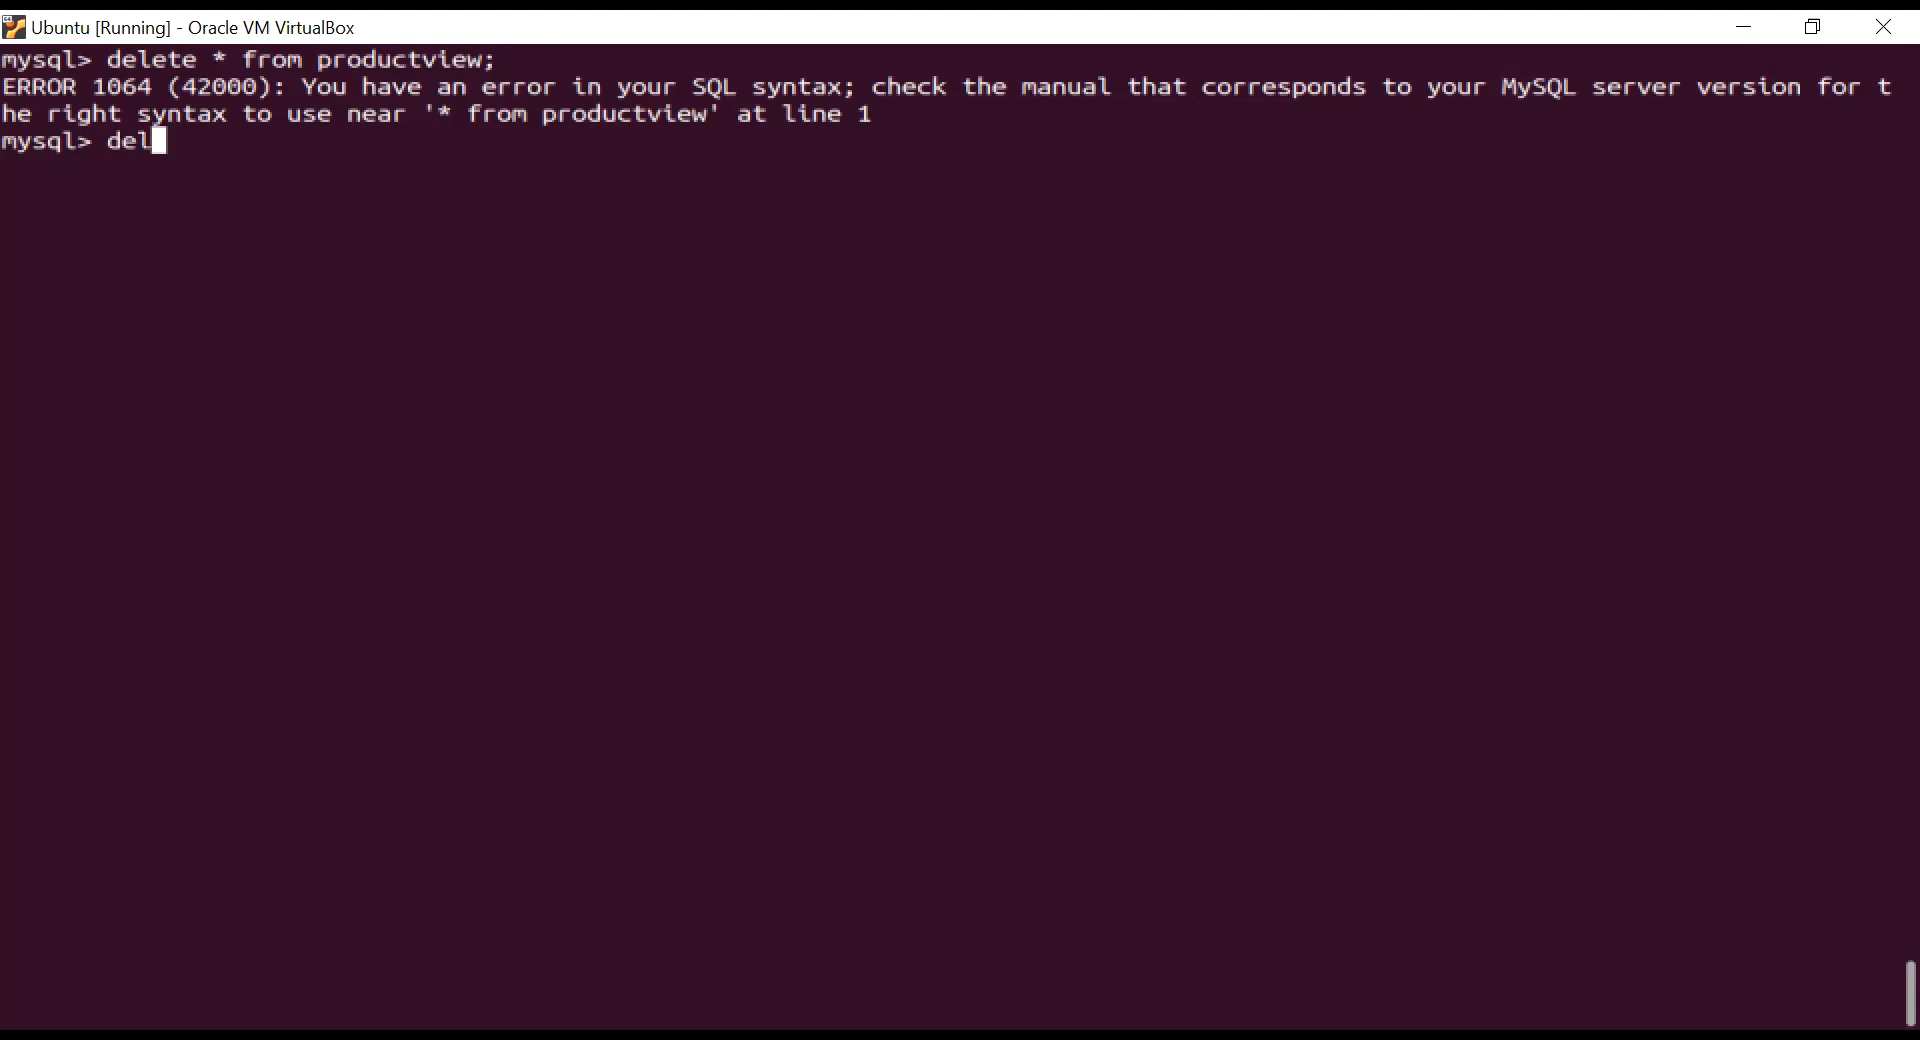 Ubuntu [Running] - Oracle VM VirtualBox
mysql> delete * from productview;
ERROR 1064 (42000): You have an error in your SQL syntax; check the manual that corresponds to your MySQL server version for t
he right syntax to use near '* from productview' at line 1
mysql> del